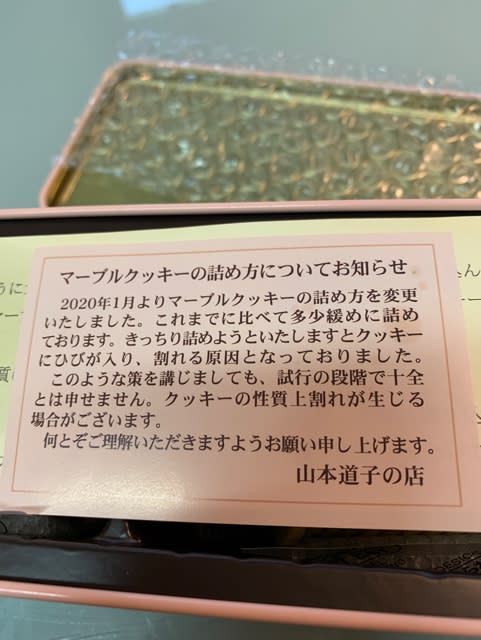 マーブルクッキーの詰め方についてお知らせ
2020年1月よりマーブルクッキーの詰め方を変更
いたしました。これまでに比べて多少緩めに詰め
ております。きっちり詰めようといたしますとクッキー
にひびが入り、割れる原因となっておりました。
このような策を講じましても、試行の段階で十全
とは申せません。クッキーの性質上割れが生じる
場合がございます。
何とぞご理解いただきますようお願い申し上げます。
山本道子の店